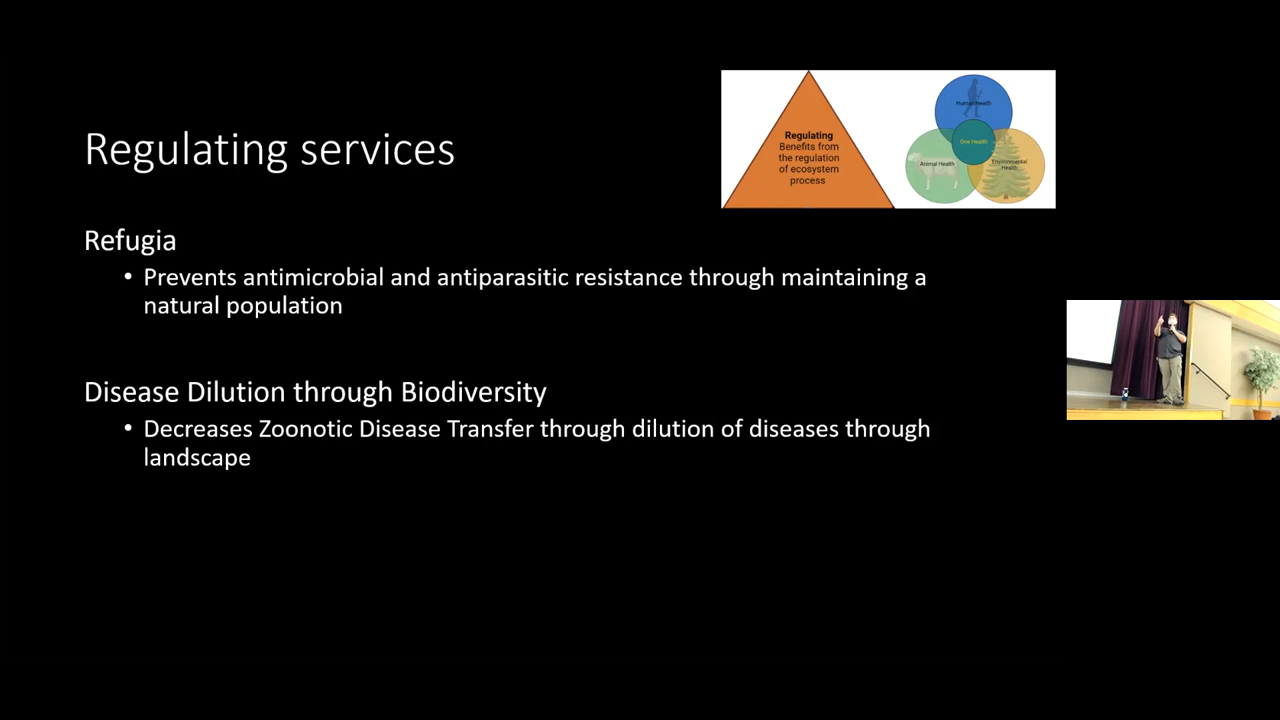 Regulating services
Regulating
Benefits from
the regulation
of ecosystem
process
Human Health
One Health
Animal Health
Environmental
Health
Refugia
• Prevents antimicrobial and antiparasitic resistance through maintaining a
natural population
Disease Dilution through Biodiversity
• Decreases Zoonotic Disease Transfer through dilution of diseases through
landscape